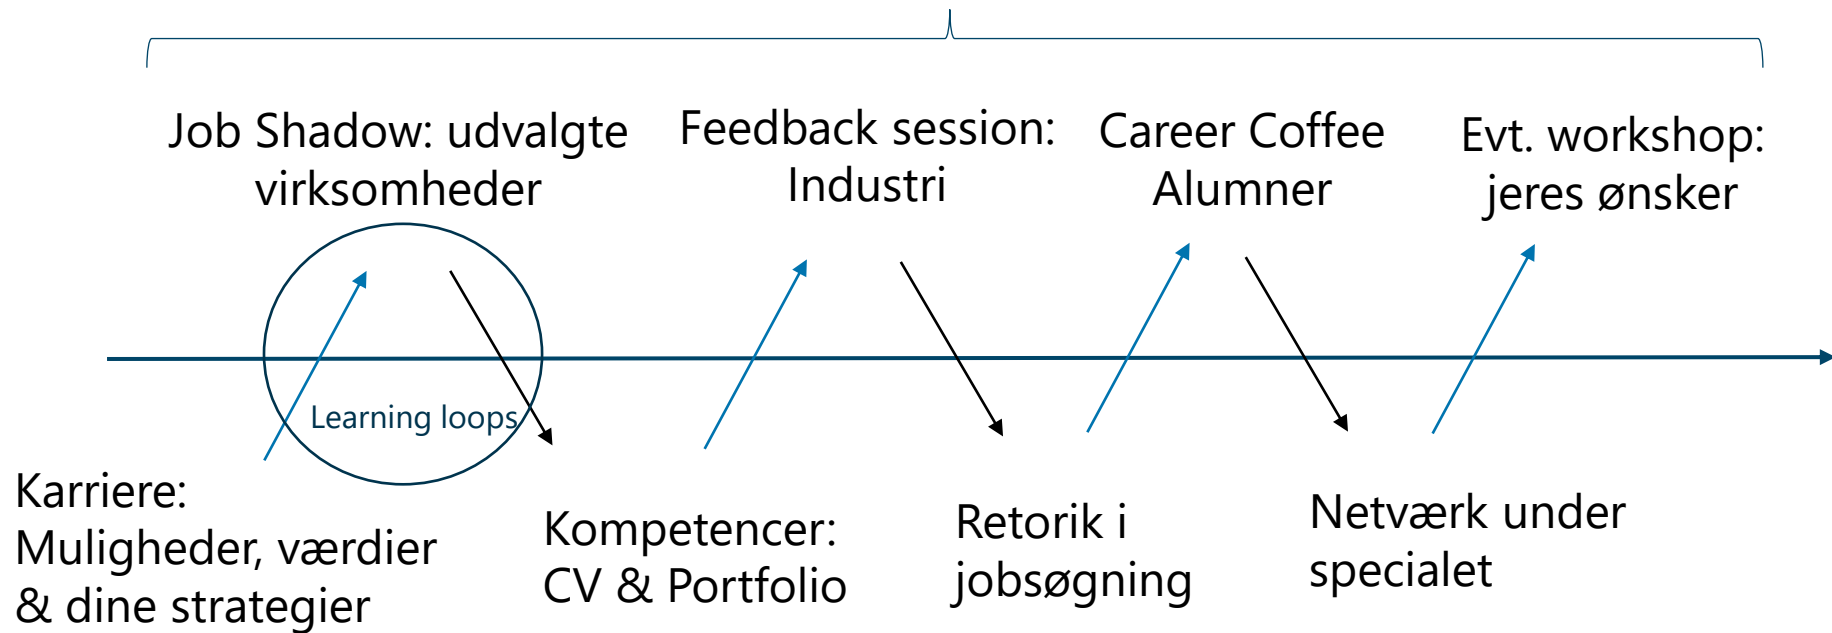 Job Shadow: udvalgte
virksomheder
Feedback session:
Industri
Career Coffee
Alumner
Evt. workshop:
jeres ønsker
Learning loops
Karriere:
Muligheder, værdier
& dine strategier
Kompetencer:
CV & Portfolio
Retorik i
jobsøgning
Netværk under
specialet